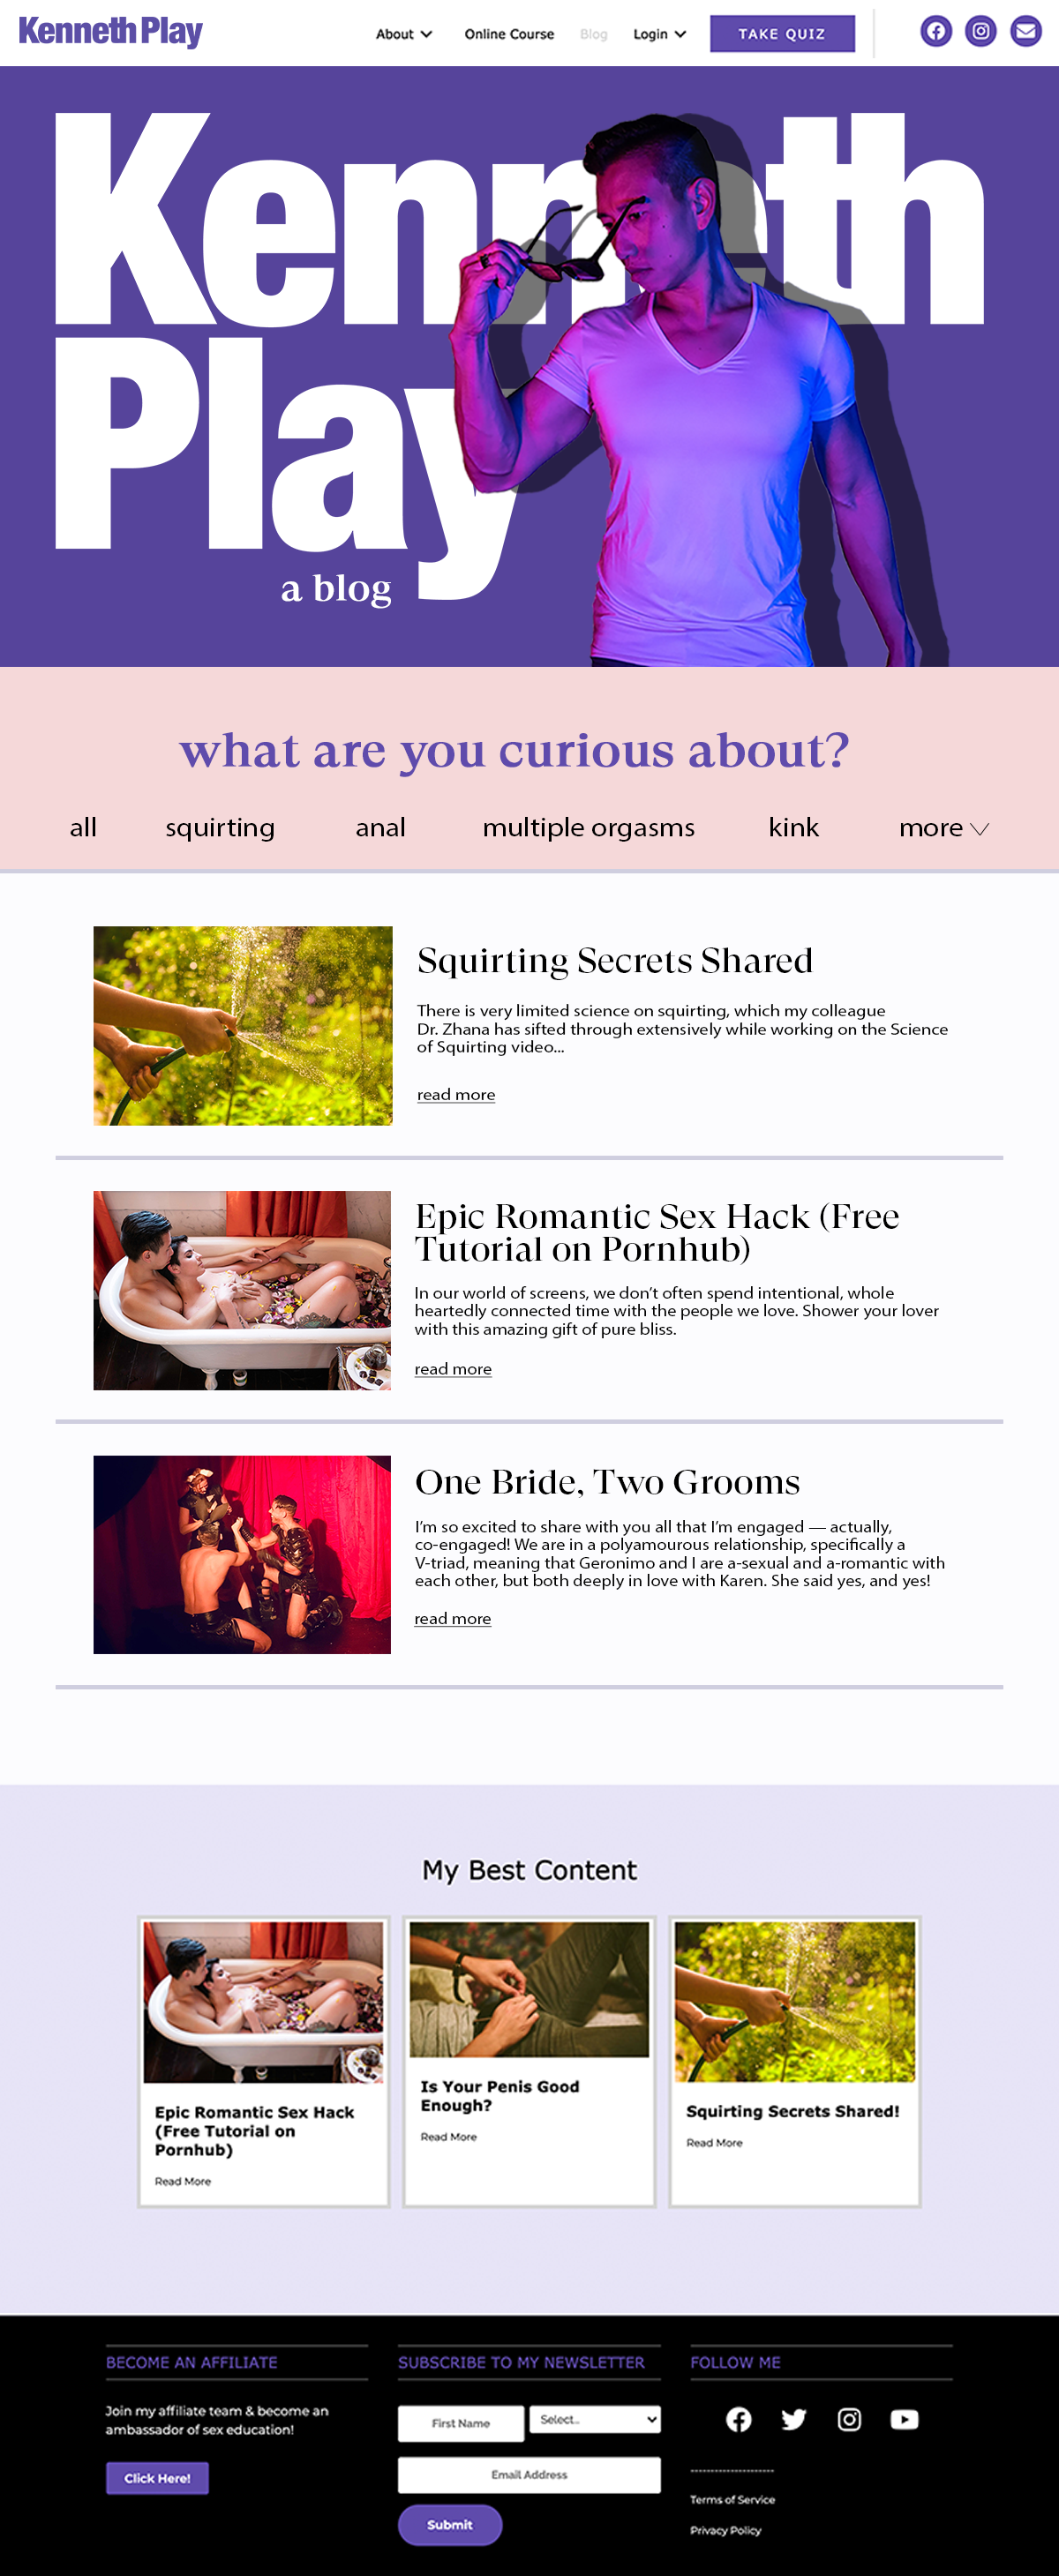 Kenneth Play
About
Online Course
Blog
Login
TAKE QUIZ
Kenneth
Play
a blog
what are you curious about?
all
squirting
anal
multiple orgasms
kink
more
Squirting Secrets Shared
There is very limited science on squirting, which my colleague
Dr. Zhana has sifted through extensively while working on the Science
of Squirting video...
read more
Epic Romantic Sex Hack (Free
Tutorial on Pornhub)
In our world of screens, we don’t often spend intentional, whole
heartedly connected time with the people we love. Shower your lover
with this amazing gift of pure bliss.
read more
One Bride, Two Grooms
I’m so excited to share with you all that I’m engaged — actually,
co-engaged! We are in a polyamourous relationship, specifically a
V-triad, meaning that Geronimo and I are a-sexual and a-romantic with
each other, but both deeply in love with Karen. She said yes, and yes!
read more
My Best Content
Epic Romantic Sex Hack
(Free Tutorial on
Pornhub)
Read More
Is Your Penis Good
Enough?
Read More
Squirting Secrets Shared!
Read More
BECOME AN AFFILIATE
Join my affiliate team & become an
ambassador of sex education!
Click Here!
SUBSCRIBE TO MY NEWSLETTER
First Name
Select...
Email Address
Submit
FOLLOW ME
---------------------
Terms of Service
Privacy Policy